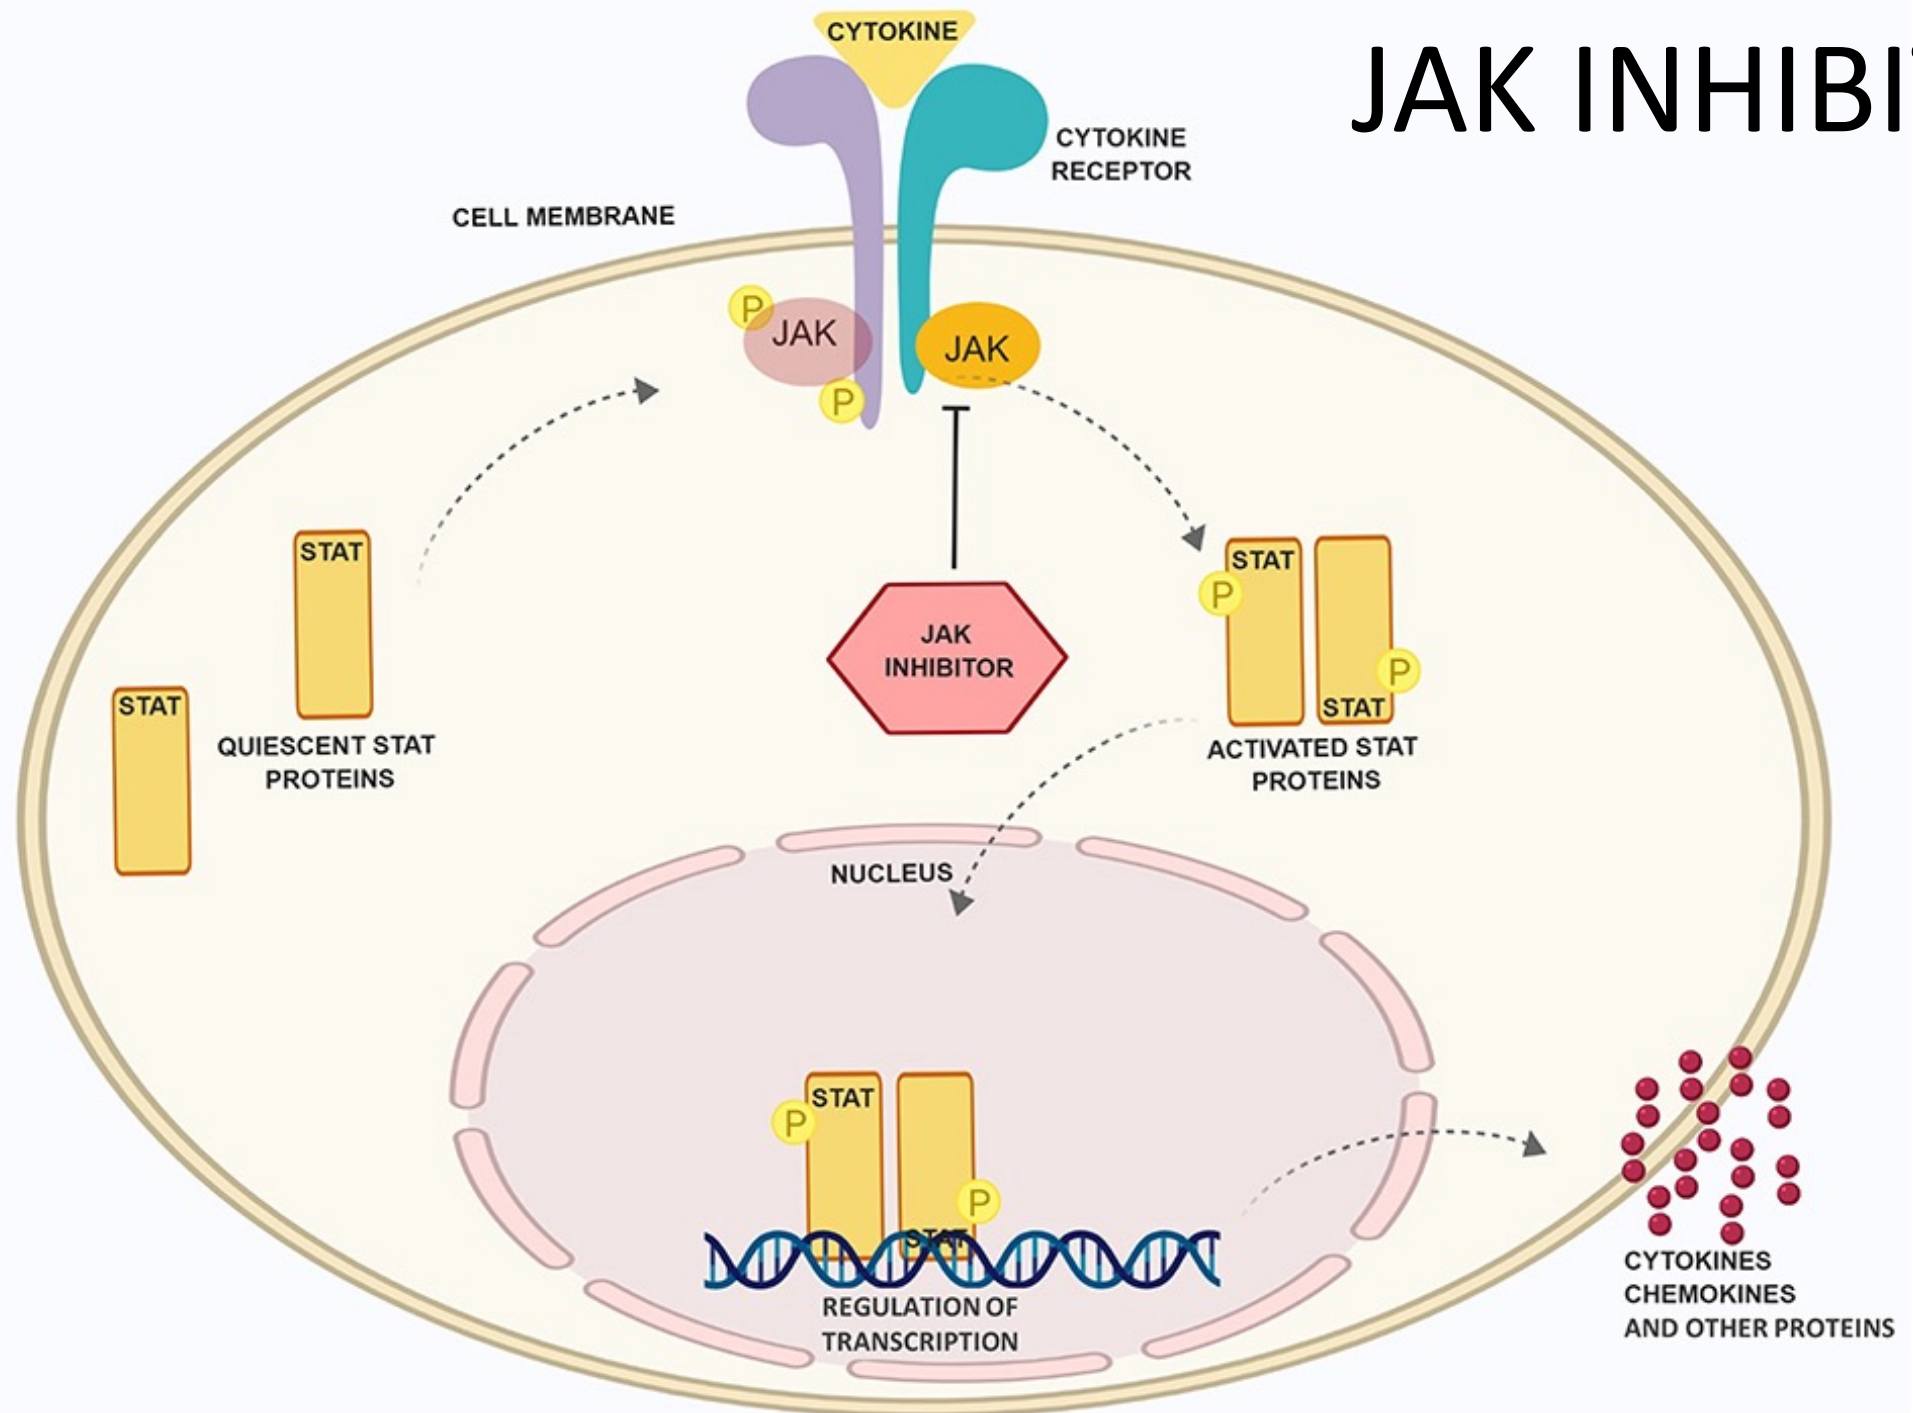 CYTOKINE
JAK INHIBI
CYTOKINE
RECEPTOR
CELL MEMBRANE
P
JAK
JAK
P
STAT
STAT
P
JAK
INHIBITOR
P
STAT
STAT
QUIESCENT STAT
PROTEINS
ACTIVATED STAT
PROTEINS
NUCLEUS
STAT
P
P
STAT
CYTOKINES
CHEMOKINES
AND OTHER PROTEINS
REGULATION OF
TRANSCRIPTION